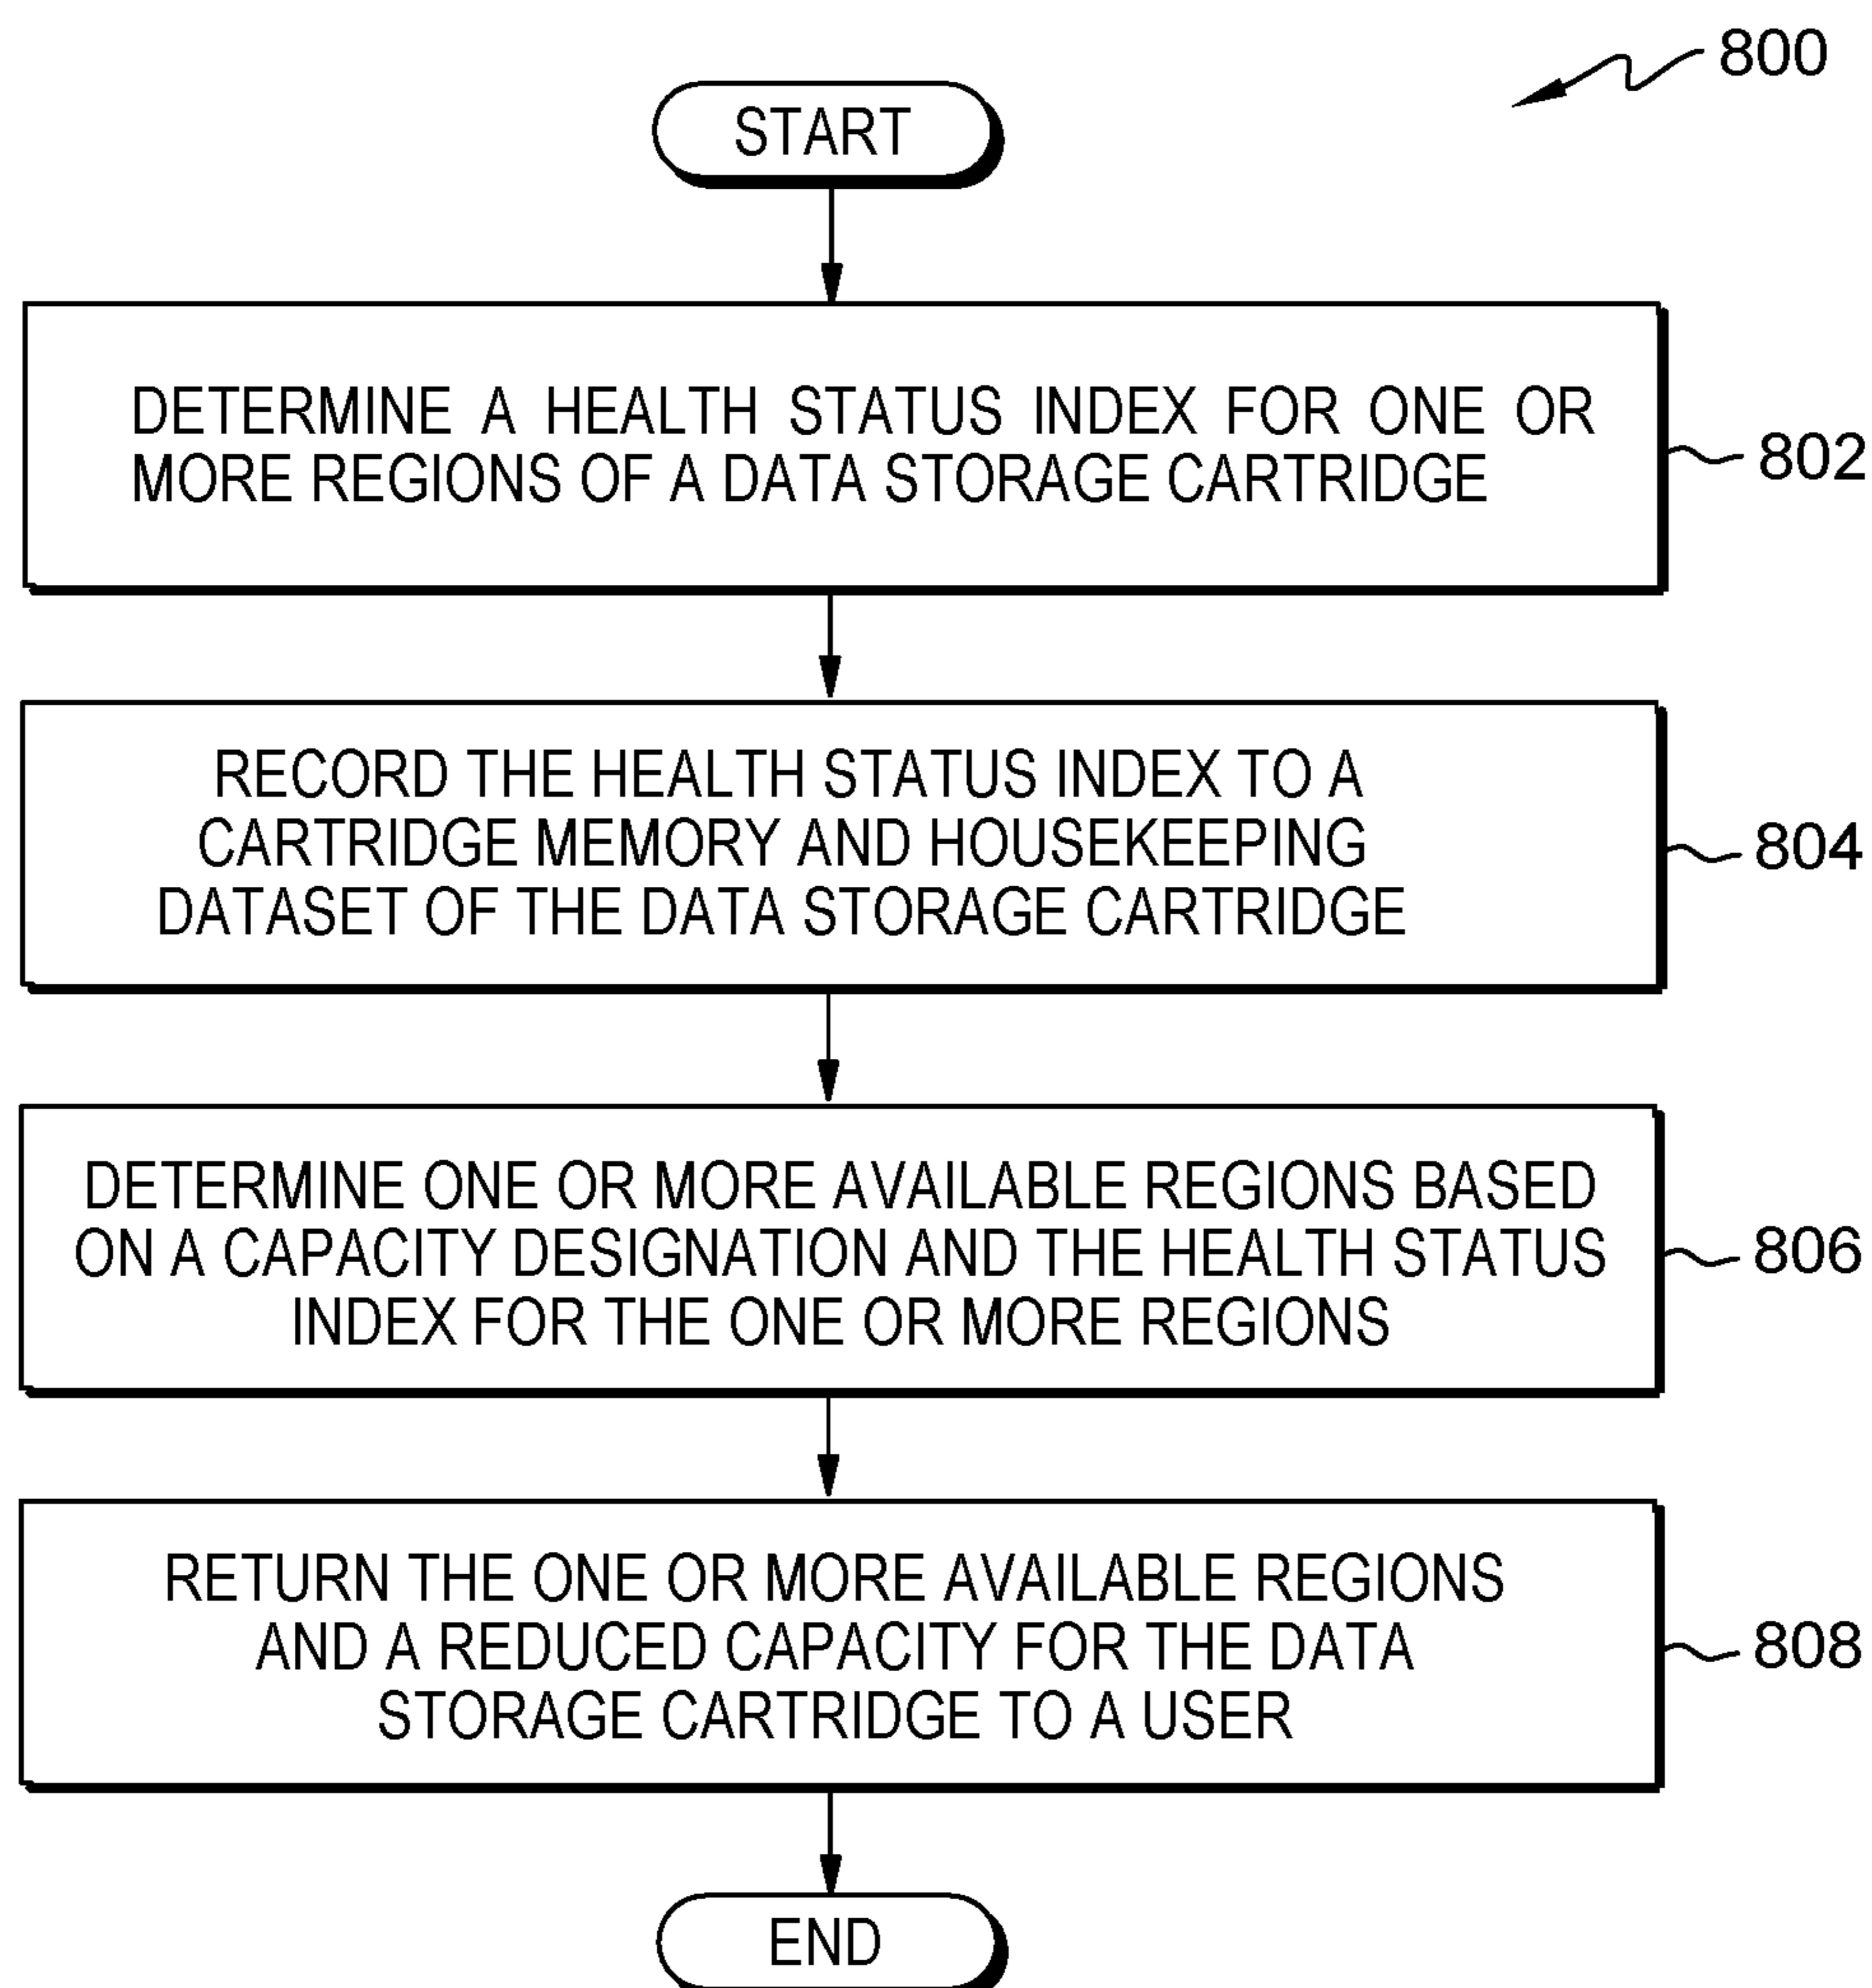 800
START
DETERMINE A HEALTH STATUS INDEX FOR ONE OR
MORE REGIONS OF A DATA STORAGE CARTRIDGE
802
RECORD THE HEALTH STATUS INDEX TO A
CARTRIDGE MEMORY AND HOUSEKEEPING
DATASET OF THE DATA STORAGE CARTRIDGE
804
DETERMINE ONE OR MORE AVAILABLE REGIONS BASED
ON A CAPACITY DESIGNATION AND THE HEALTH STATUS
INDEX FOR THE ONE OR MORE REGIONS
806
RETURN THE ONE OR MORE AVAILABLE REGIONS
AND A REDUCED CAPACITY FOR THE DATA
STORAGE CARTRIDGE TO A USER
808
END